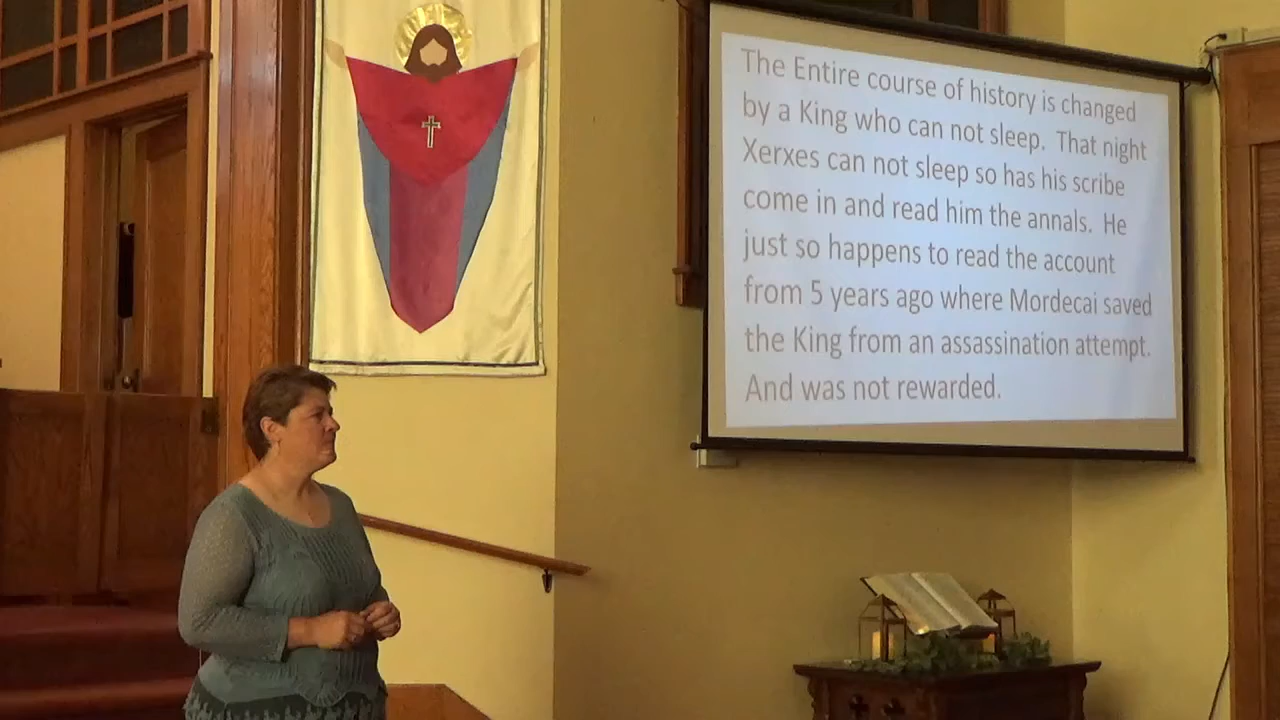 The Entire course of history is changed
by a King who can not sleep. That night
Xerxes can not sleep so has his scribe
come in and read him the annals. He
just so happens to read the account
from 5 years ago where Mordecai saved
the King from an assassination attempt.
And was not rewarded.